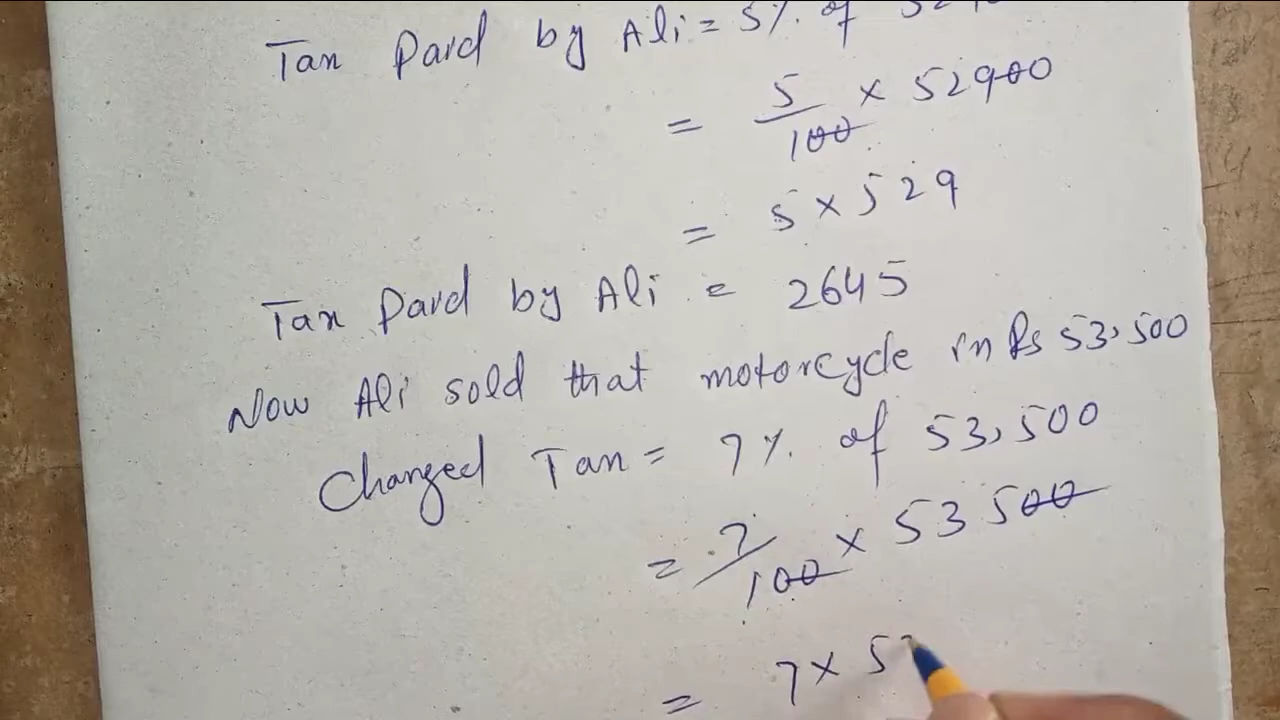 Tax Paid by Ali = 5% of
= 5/100 × 52900
= 5 × 529
Tax Paid by Ali = 2645
Now Ali sold that motorcycle in Rs 53,500
Changed Tax = 7% of 53,500
= 7/100 × 53500
= 7 × 5